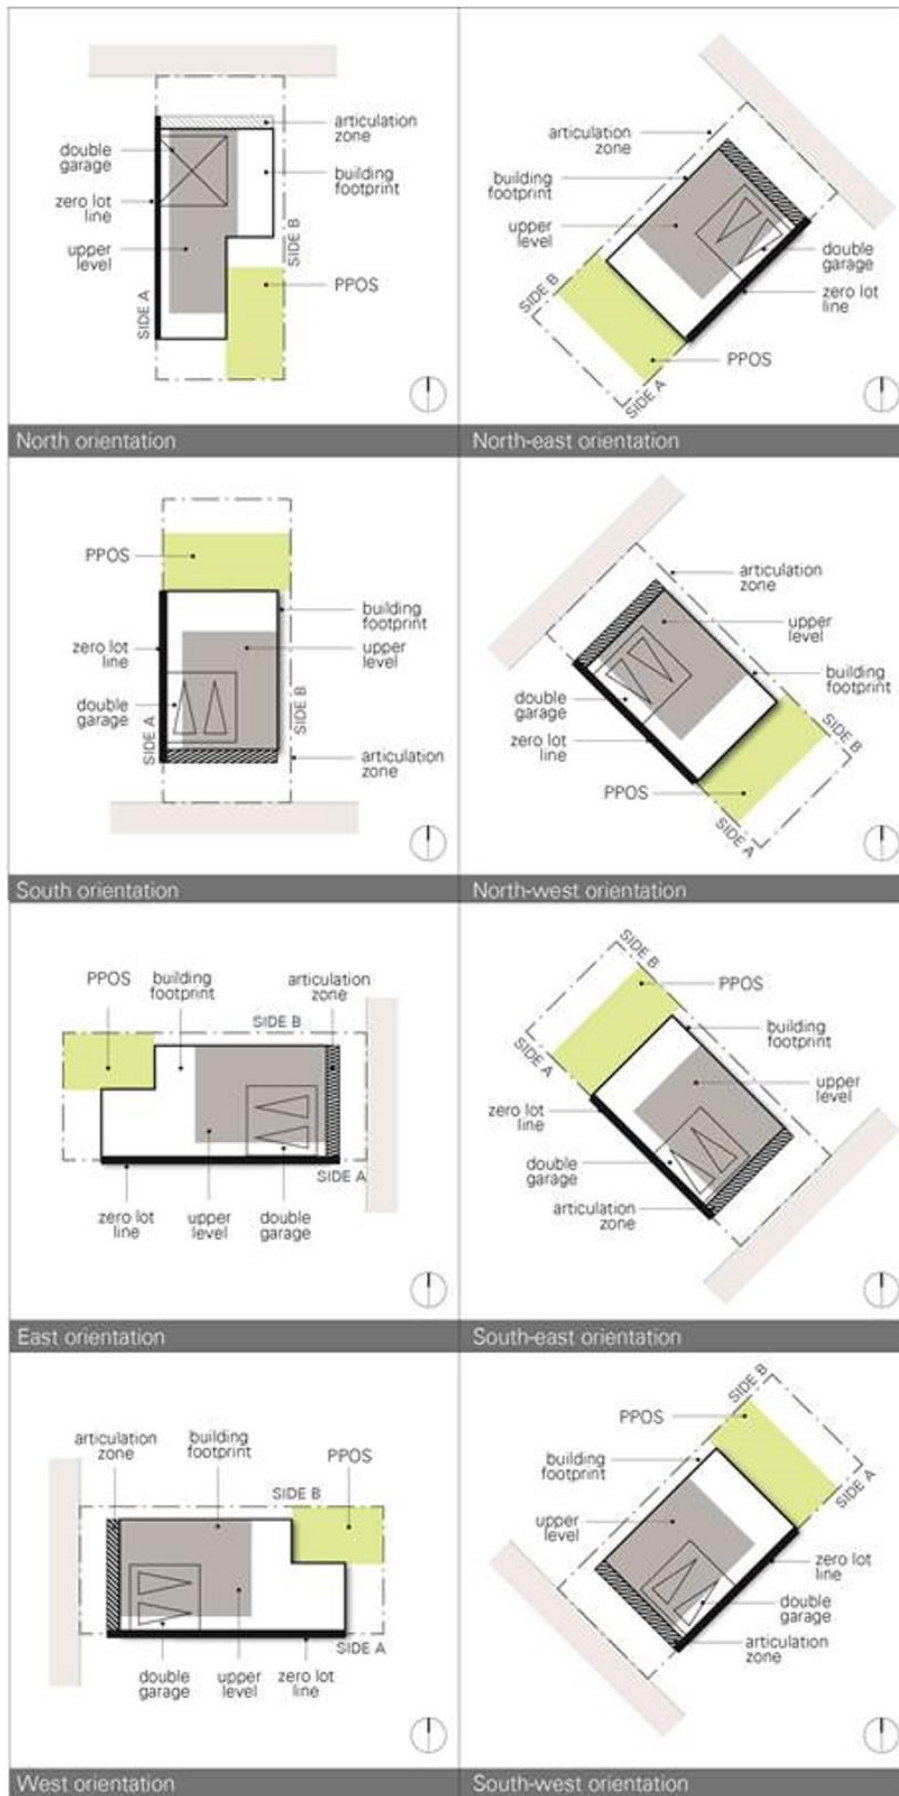 articulation
zone
double
garage
building
footprint
zero lot
line
upper
level
SIDE B
PPOS
SIDE A
North orientation
articulation
zone
building
footprint
upper
level
double
garage
SIDE B
zero lot
line
PPOS
SIDE A
North-east orientation
PPOS
building
footprint
zero lot
line
upper
level
double
garage
SIDE A
SIDE B
articulation
zone
South orientation
articulation
zone
upper
level
building
footprint
double
garage
zero lot
line
SIDE B
PPOS
SIDE A
North-west orientation
PPOS
building
footprint
articulation
zone
SIDE B
SIDE A
zero lot
line
upper
level
double
garage
East orientation
SIDE B
PPOS
building
footprint
SIDE A
upper
level
zero lot
line
double
garage
articulation
zone
South-east orientation
articulation
zone
building
footprint
PPOS
SIDE B
SIDE A
double
garage
upper
level
zero lot
line
West orientation
SIDE B
PPOS
building
footprint
SIDE A
upper
level
zero lot
line
double
garage
articulation
zone
South-west orientation